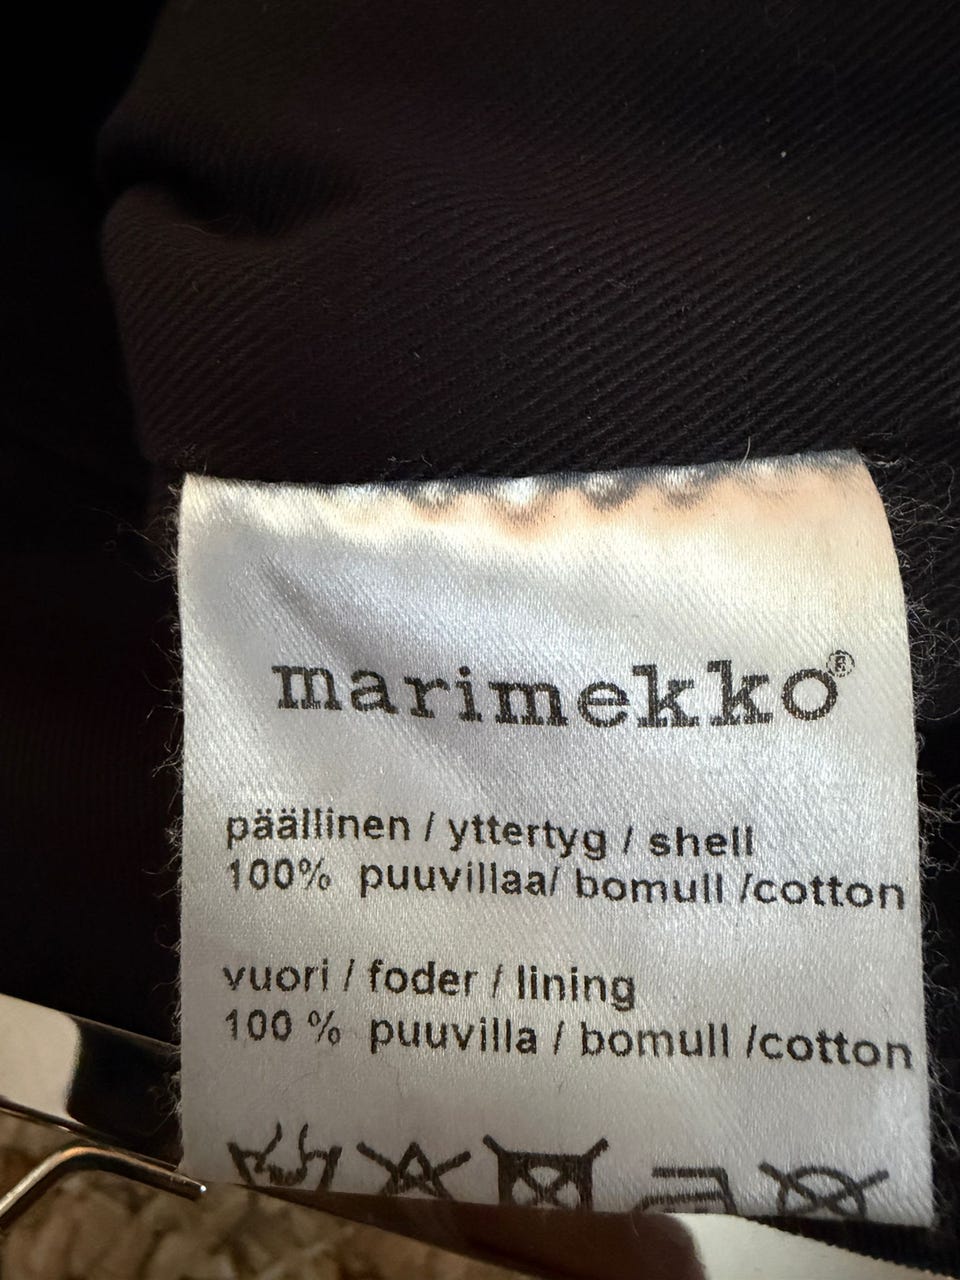 marimekko®
päällinen / yttertyg / shell
100% puuvillaa/ bomull /cotton
vuori / foder / lining
100 % puuvilla / bomull /cotton